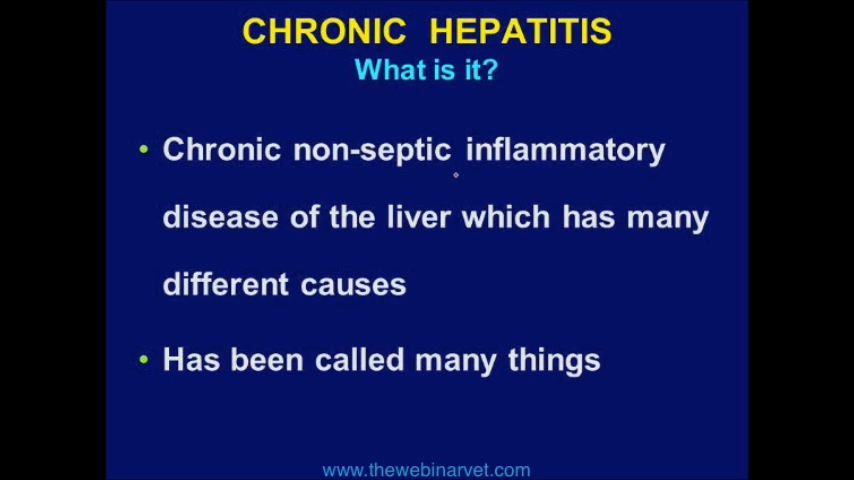 CHRONIC HEPATITIS
What is it?
• Chronic non-septic inflammatory
disease of the liver which has many
different causes
• Has been called many things
www.thewebinarvet.com